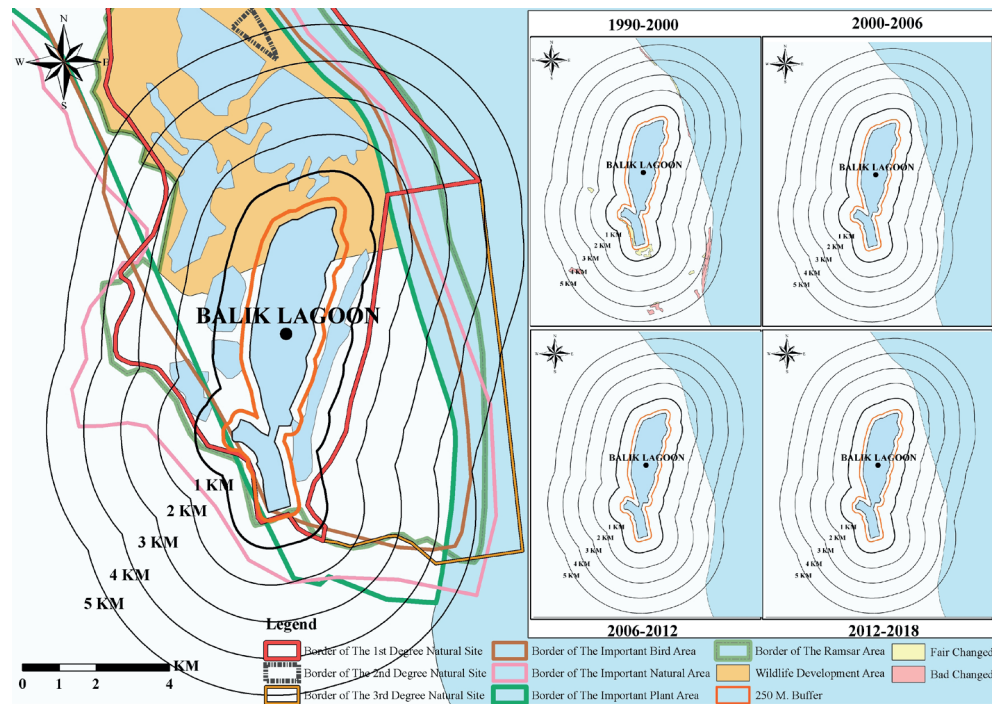 N
W E
S
BALIK LAGOON
1 KM
2 KM
3 KM
4 KM
5 KM
KM
0 1 2 4
1990-2000
BALIK LAGOON
1 KM
2 KM
3 KM
4 KM
5 KM
2000-2006
BALIK LAGOON
1 KM
2 KM
3 KM
4 KM
5 KM
BALIK LAGOON
1 KM
2 KM
3 KM
4 KM
5 KM
2006-2012
BALIK LAGOON
1 KM
2 KM
3 KM
4 KM
5 KM
2012-2018
Legend
Border of The 1st Degree Natural Site
Border of The 2nd Degree Natural Site
Border of The 3rd Degree Natural Site
Border of The Important Bird Area
Border of The Important Natural Area
Border of The Important Plant Area
Border of The Ramsar Area
Wildlife Development Area
250 M. Buffer
Fair Changed
Bad Changed